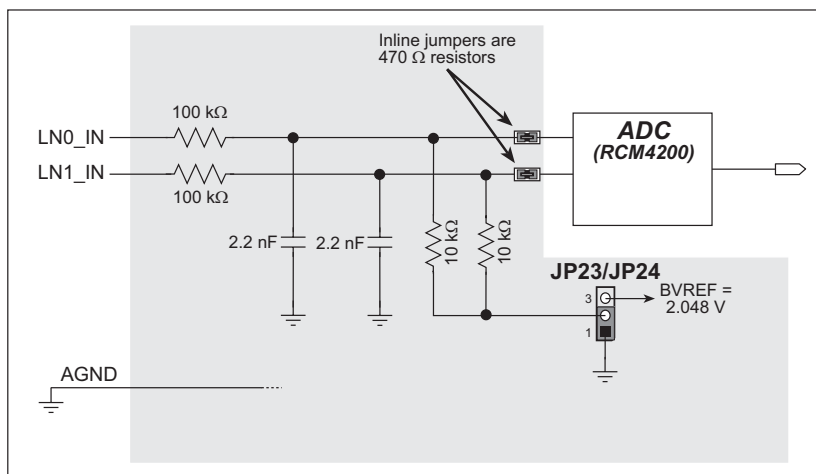 Inline jumpers are
470 Ω resistors
100 kΩ
LN0_IN
LN1_IN
100 kΩ
ADC
(RCM4200)
2.2 nF
2.2 nF
10 kΩ
10 kΩ
JP23/JP24
3
BVREF =
2.048 V
1
AGND